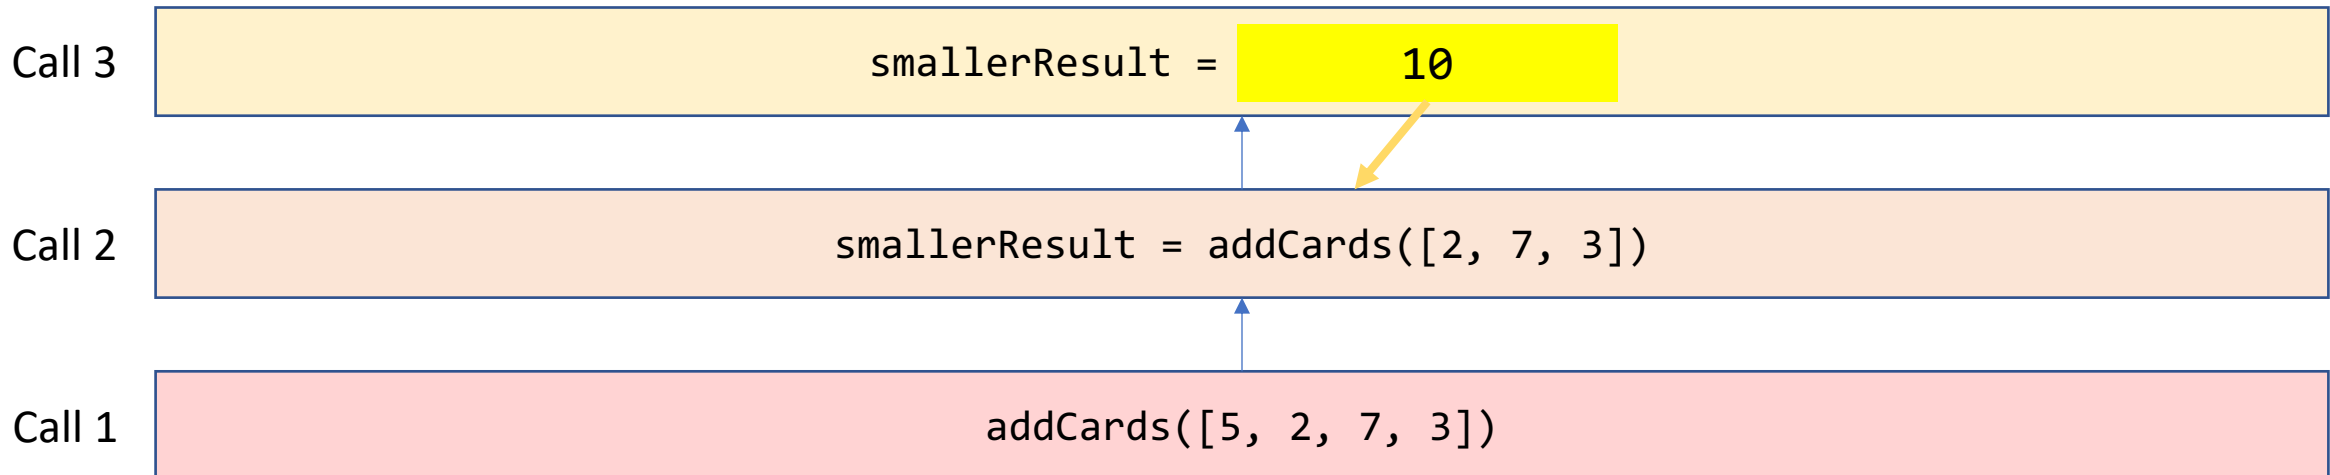 Call 3
smallerResult = 10
Call 2
smallerResult = addCards([2, 7, 3])
Call 1
addCards([5, 2, 7, 3])